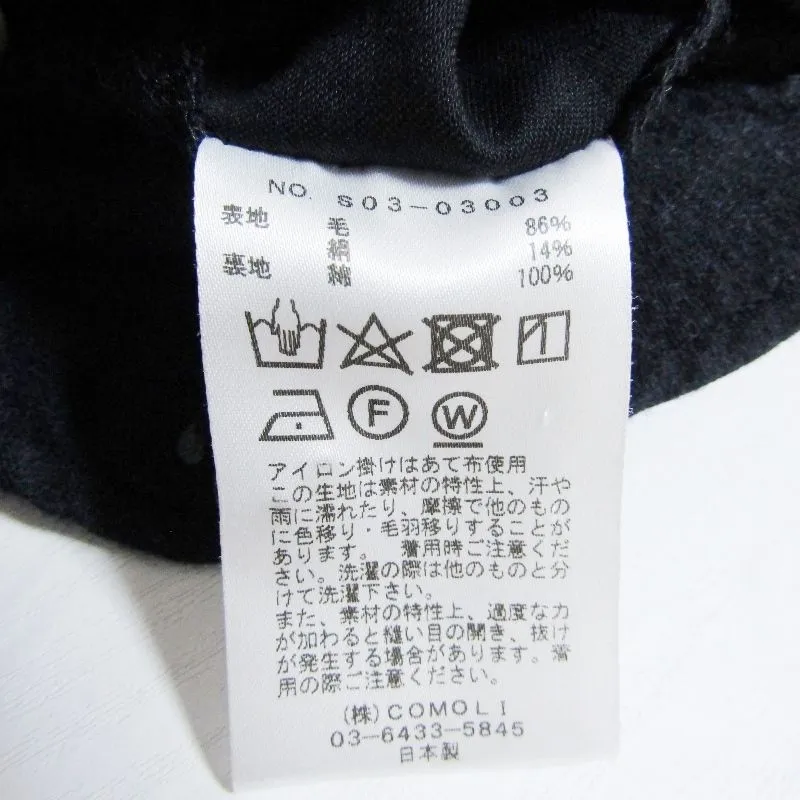 NO. S03-03003
表地 毛 86%
絹 14%
裏地 綿 100%
F W
アイロン掛けはあて布使用
この生地は素材の特性上、汗や
雨に濡れたり、摩擦で他のもの
に色移り・毛羽移りすることが
あります。 着用時ご注意くだ
さい。洗濯の際は他のものと分
けて洗濯下さい。
また、素材の特性上、過度な力
が加わると縫い目の開き、抜け
が発生する場合があります。着
用の際ご注意ください。
(株)COMOLI
03-6433-5845
日本製